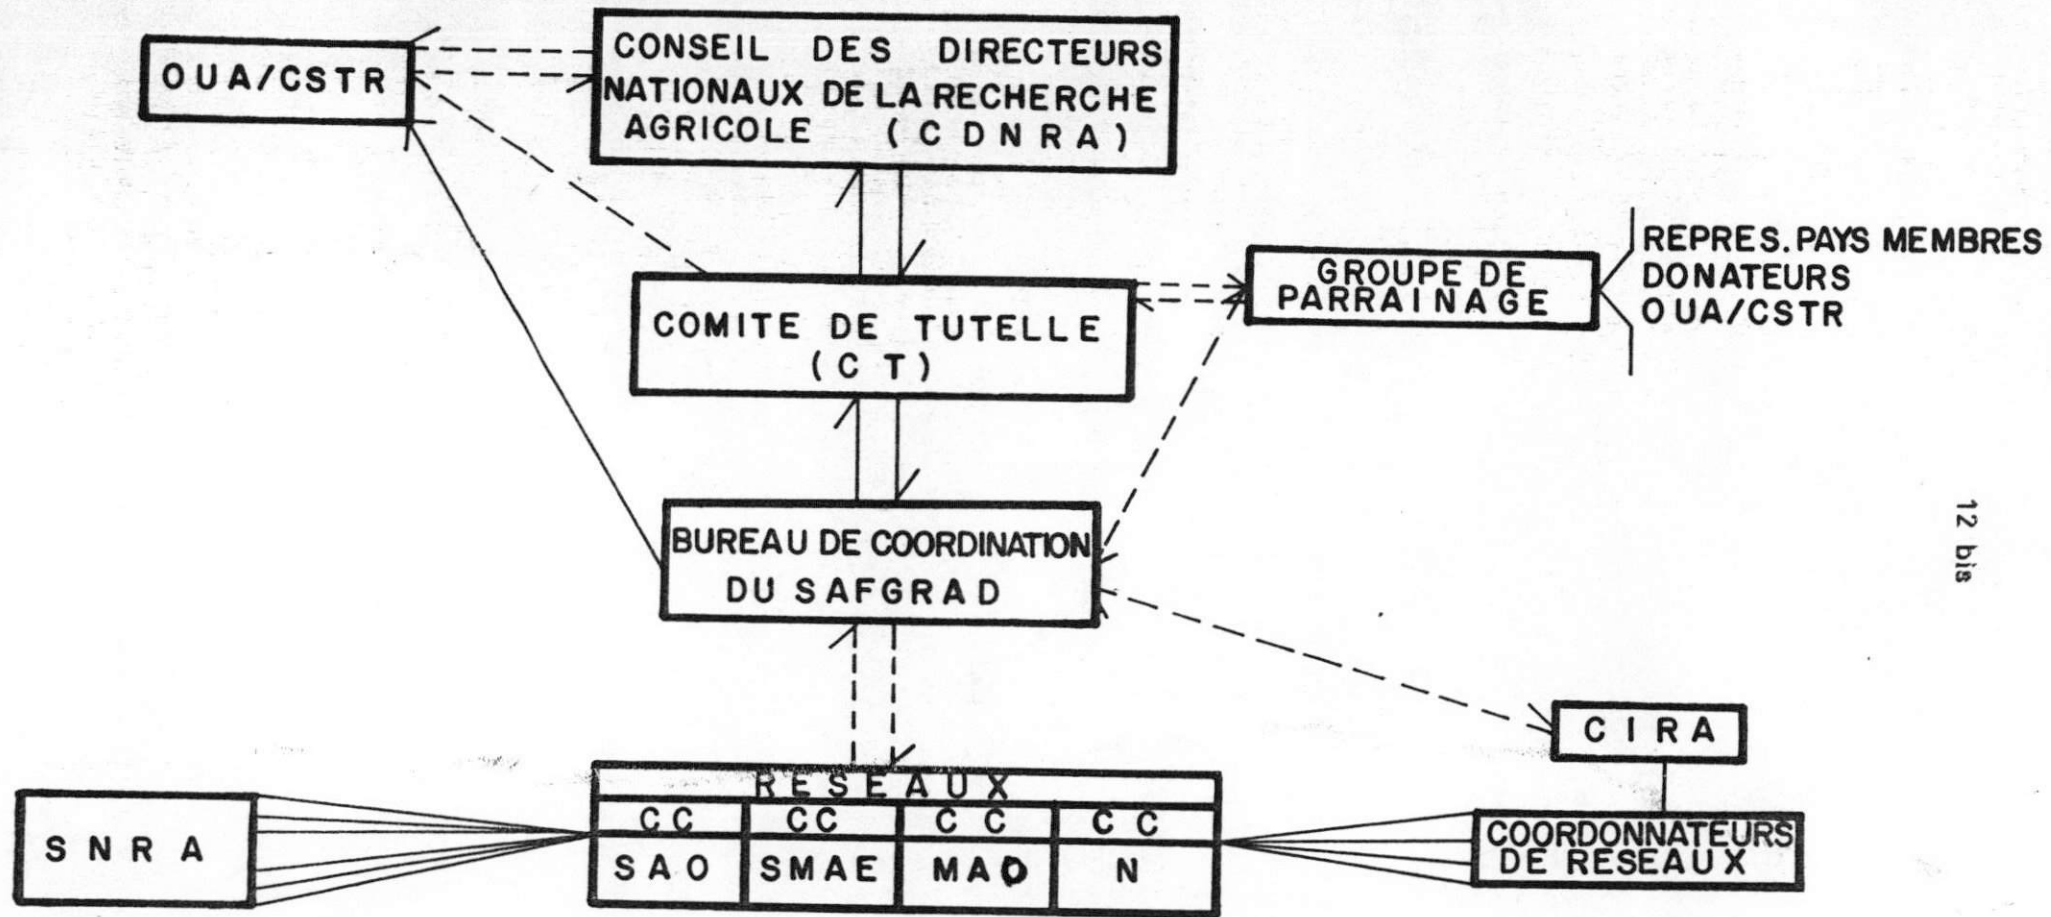 OUA/CSTR
CONSEIL DES DIRECTEURS
NATIONAUX DE LA RECHERCHE
AGRICOLE (CDNRA)
COMITE DE TUTELLE
(CT)
GROUPE DE
PARRAINAGE
REPRES. PAYS MEMBRES
DONATEURS
OUA/CSTR
BUREAU DE COORDINATION
DU SAFGRAD
12 bis
CIRA
SNRA
RESEAUX
CC CC CC CC
SAO SMAE MAO N
COORDONNATEURS
DE RESEAUX